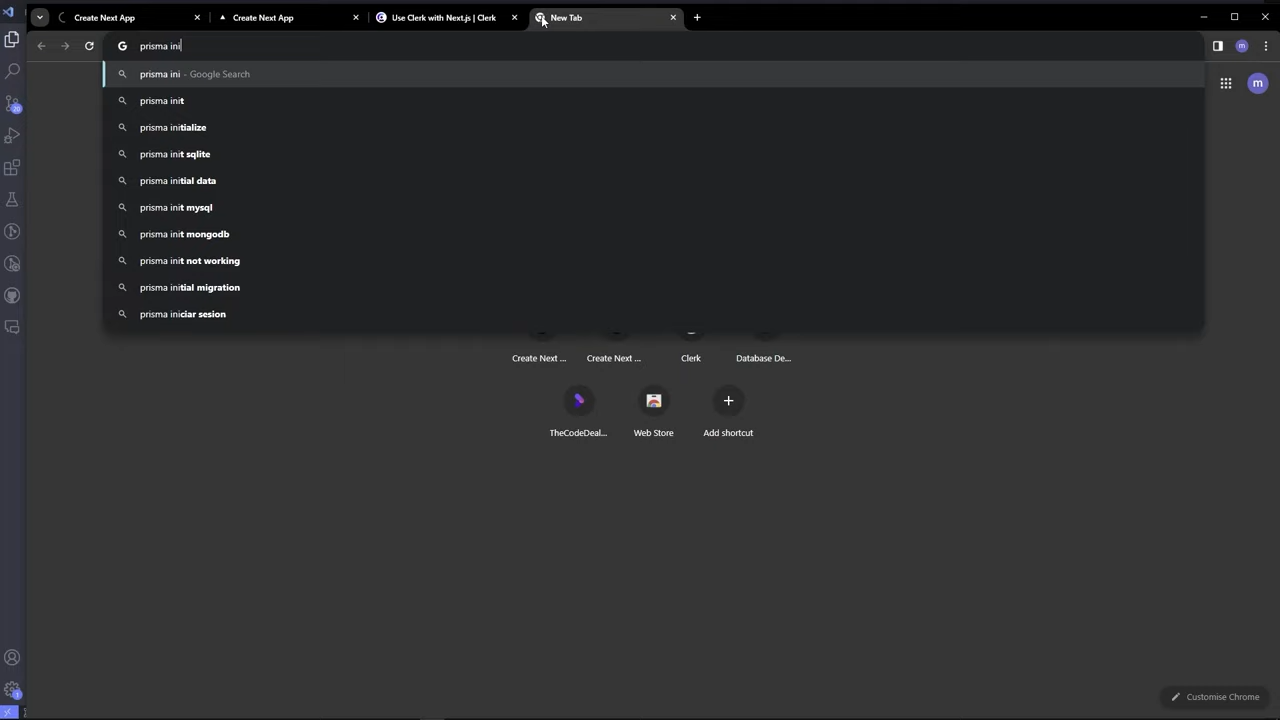 Create Next App
Create Next App
Use Clerk with Next.js | Clerk
New Tab
prisma ini
m
prisma ini - Google Search
prisma init
m
prisma initialize
20
prisma init sqlite
prisma initial data
prisma init mysql
prisma init mongodb
prisma init not working
prisma initial migration
prisma iniciar sesion
Create Next ...
Create Next ...
Clerk
Database De...
TheCodeDeal...
Web Store
Add shortcut
1
Customise Chrome